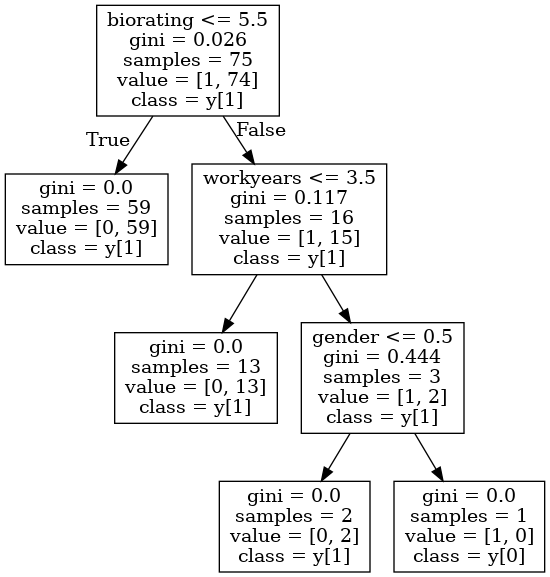 biorating <= 5.5
gini = 0.026
samples = 75
value = [1, 74]
class = y[1]
True
False
gini = 0.0
samples = 59
value = [0, 59]
class = y[1]
workyears <= 3.5
gini = 0.117
samples = 16
value = [1, 15]
class = y[1]
gini = 0.0
samples = 13
value = [0, 13]
class = y[1]
gender <= 0.5
gini = 0.444
samples = 3
value = [1, 2]
class = y[1]
gini = 0.0
samples = 2
value = [0, 2]
class = y[1]
gini = 0.0
samples = 1
value = [1, 0]
class = y[0]